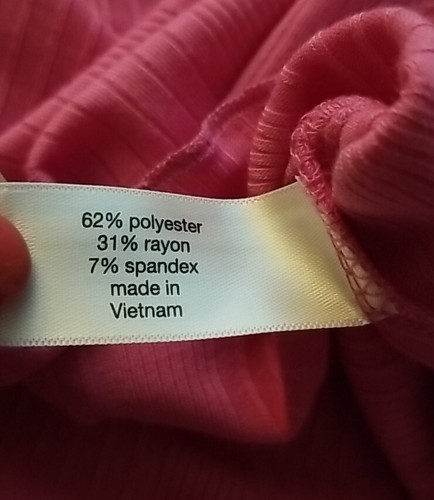 62% polyester
31% rayon
7% spandex
made in
Vietnam